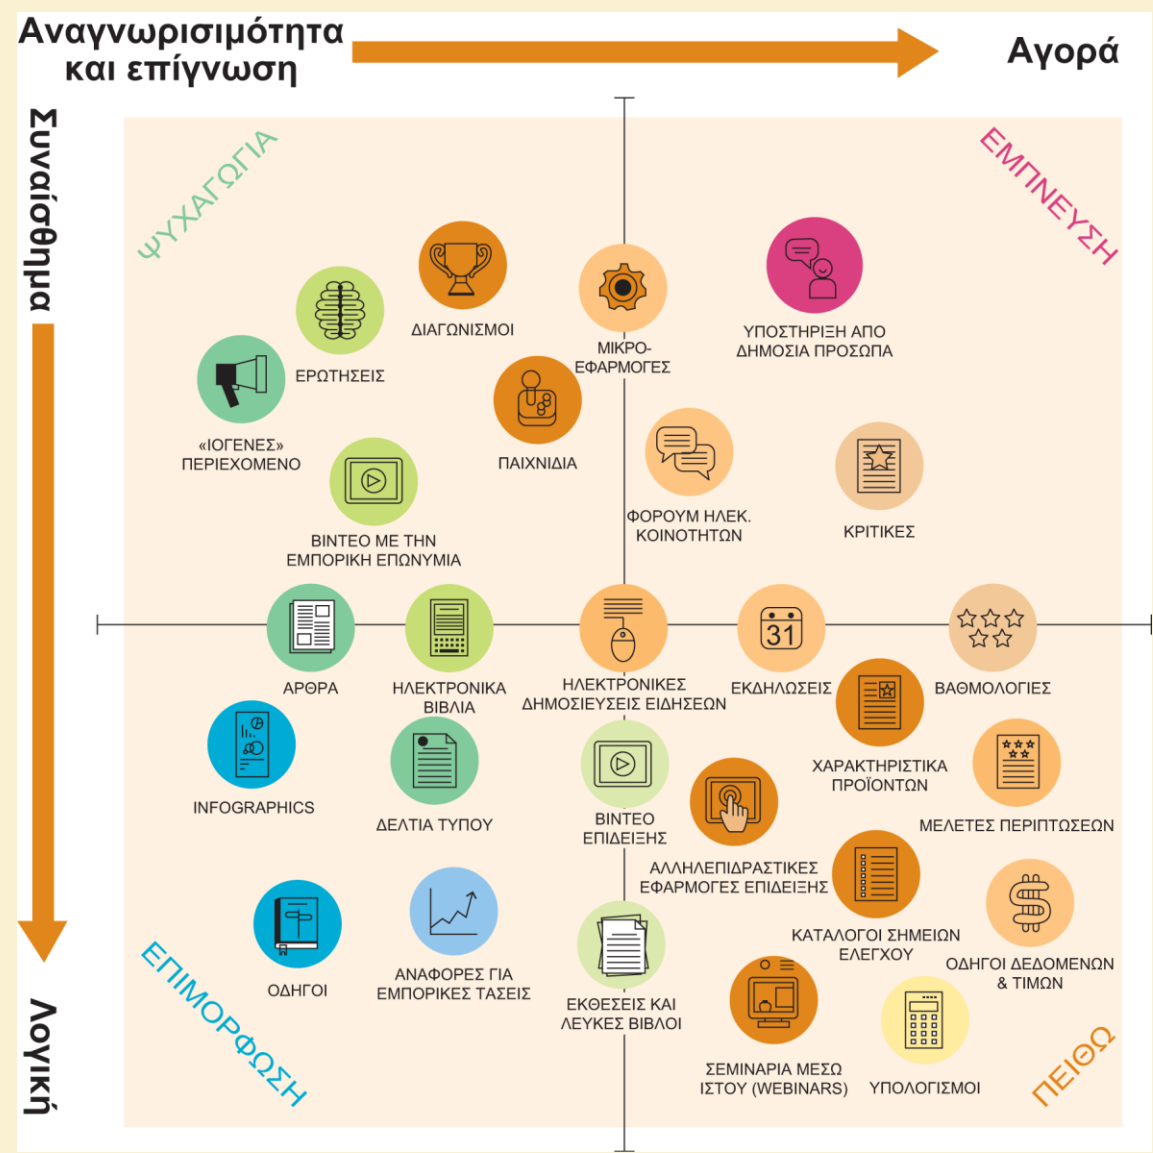 Αναγνωρισιμότητα
και επίγνωση
Αγορά
Συναίσθημα
Λογική
ΨΥΧΑΓΩΓΙΑ
ΕΜΠΝΕΥΣΗ
ΔΙΑΓΩΝΙΣΜΟΙ
ΕΡΩΤΗΣΕΙΣ
«ΙΟΓΕΝΕΣ»
ΠΕΡΙΕΧΟΜΕΝΟ
ΜΙΚΡΟ-
ΕΦΑΡΜΟΓΕΣ
ΥΠΟΣΤΗΡΙΞΗ ΑΠΟ
ΔΗΜΟΣΙΑ ΠΡΟΣΩΠΑ
ΠΑΙΧΝΙΔΙΑ
ΒΙΝΤΕΟ ΜΕ ΤΗΝ
ΕΜΠΟΡΙΚΗ ΕΠΩΝΥΜΙΑ
ΦΟΡΟΥΜ ΗΛΕΚ.
ΚΟΙΝΟΤΗΤΩΝ
ΚΡΙΤΙΚΕΣ
ΑΡΘΡΑ
ΗΛΕΚΤΡΟΝΙΚΑ
ΒΙΒΛΙΑ
ΗΛΕΚΤΡΟΝΙΚΕΣ
ΔΗΜΟΣΙΕΥΣΕΙΣ ΕΙΔΗΣΕΩΝ
31
ΕΚΔΗΛΩΣΕΙΣ
ΒΑΘΜΟΛΟΓΙΕΣ
INFOGRAPHICS
ΔΕΛΤΙΑ ΤΥΠΟΥ
ΒΙΝΤΕΟ
ΕΠΙΔΕΙΞΗΣ
ΧΑΡΑΚΤΗΡΙΣΤΙΚΑ
ΠΡΟΪΟΝΤΩΝ
ΜΕΛΕΤΕΣ ΠΕΡΙΠΤΩΣΕΩΝ
ΑΛΛΗΛΕΠΙΔΡΑΣΤΙΚΕΣ
ΕΦΑΡΜΟΓΕΣ ΕΠΙΔΕΙΞΗΣ
ΟΔΗΓΟΙ
ΑΝΑΦΟΡΕΣ ΓΙΑ
ΕΜΠΟΡΙΚΕΣ ΤΑΣΕΙΣ
ΕΚΘΕΣΕΙΣ ΚΑΙ
ΛΕΥΚΕΣ ΒΙΒΛΟΙ
ΚΑΤΑΛΟΓΟΙ ΣΗΜΕΙΩΝ
ΕΛΕΓΧΟΥ
ΟΔΗΓΟΙ ΔΕΔΟΜΕΝΩΝ
& ΤΙΜΩΝ
ΣΕΜΙΝΑΡΙΑ ΜΕΣΩ
ΙΣΤΟΥ (WEBINARS)
ΥΠΟΛΟΓΙΣΜΟΙ
ΕΠΙΜΟΡΦΩΣΗ
ΠΕΙΘΩ